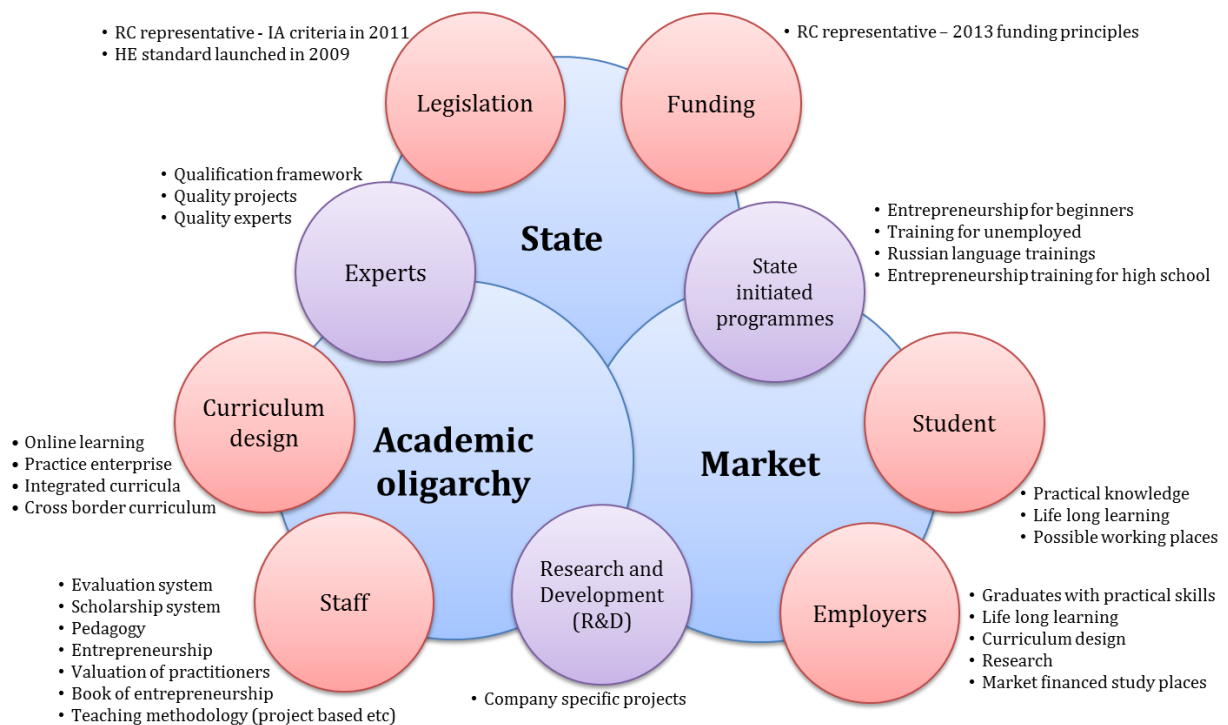 • RC representative - IA criteria in 2011
• HE standard launched in 2009
• RC representative – 2013 funding principles
Legislation
Funding
• Qualification framework
• Quality projects
• Quality experts
• Entrepreneurship for beginners
• Training for unemployed
• Russian language trainings
• Entrepreneurship training for high school
State
Experts
State
initiated
programmes
Curriculum
design
Student
• Online learning
• Practice enterprise
• Integrated curricula
• Cross border curriculum
Academic
oligarchy
Market
• Practical knowledge
• Life long learning
• Possible working places
• Evaluation system
• Scholarship system
• Pedagogy
• Entrepreneurship
• Valuation of practitioners
• Book of entrepreneurship
• Teaching methodology (project based etc)
Staff
Research and
Development
(R&D)
Employers
• Graduates with practical skills
• Life long learning
• Curriculum design
• Research
• Market financed study places
• Company specific projects